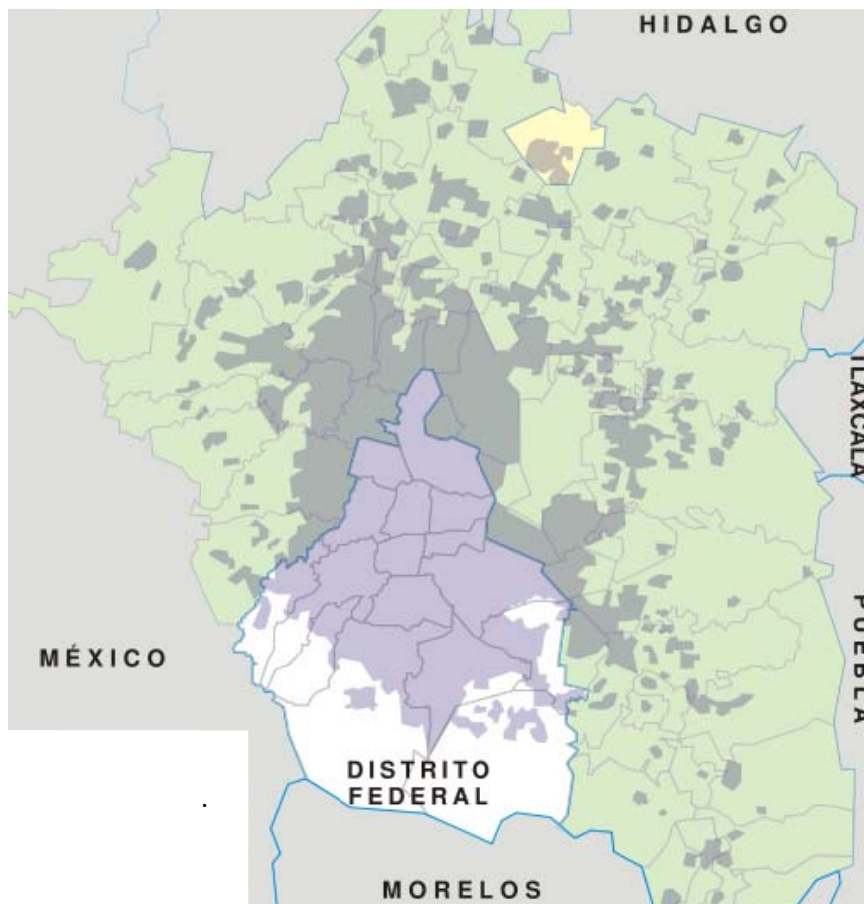 HIDALGO
TLAXCALA
PUEBLA
MÉXICO
DISTRITO
FEDERAL
.
MORELOS